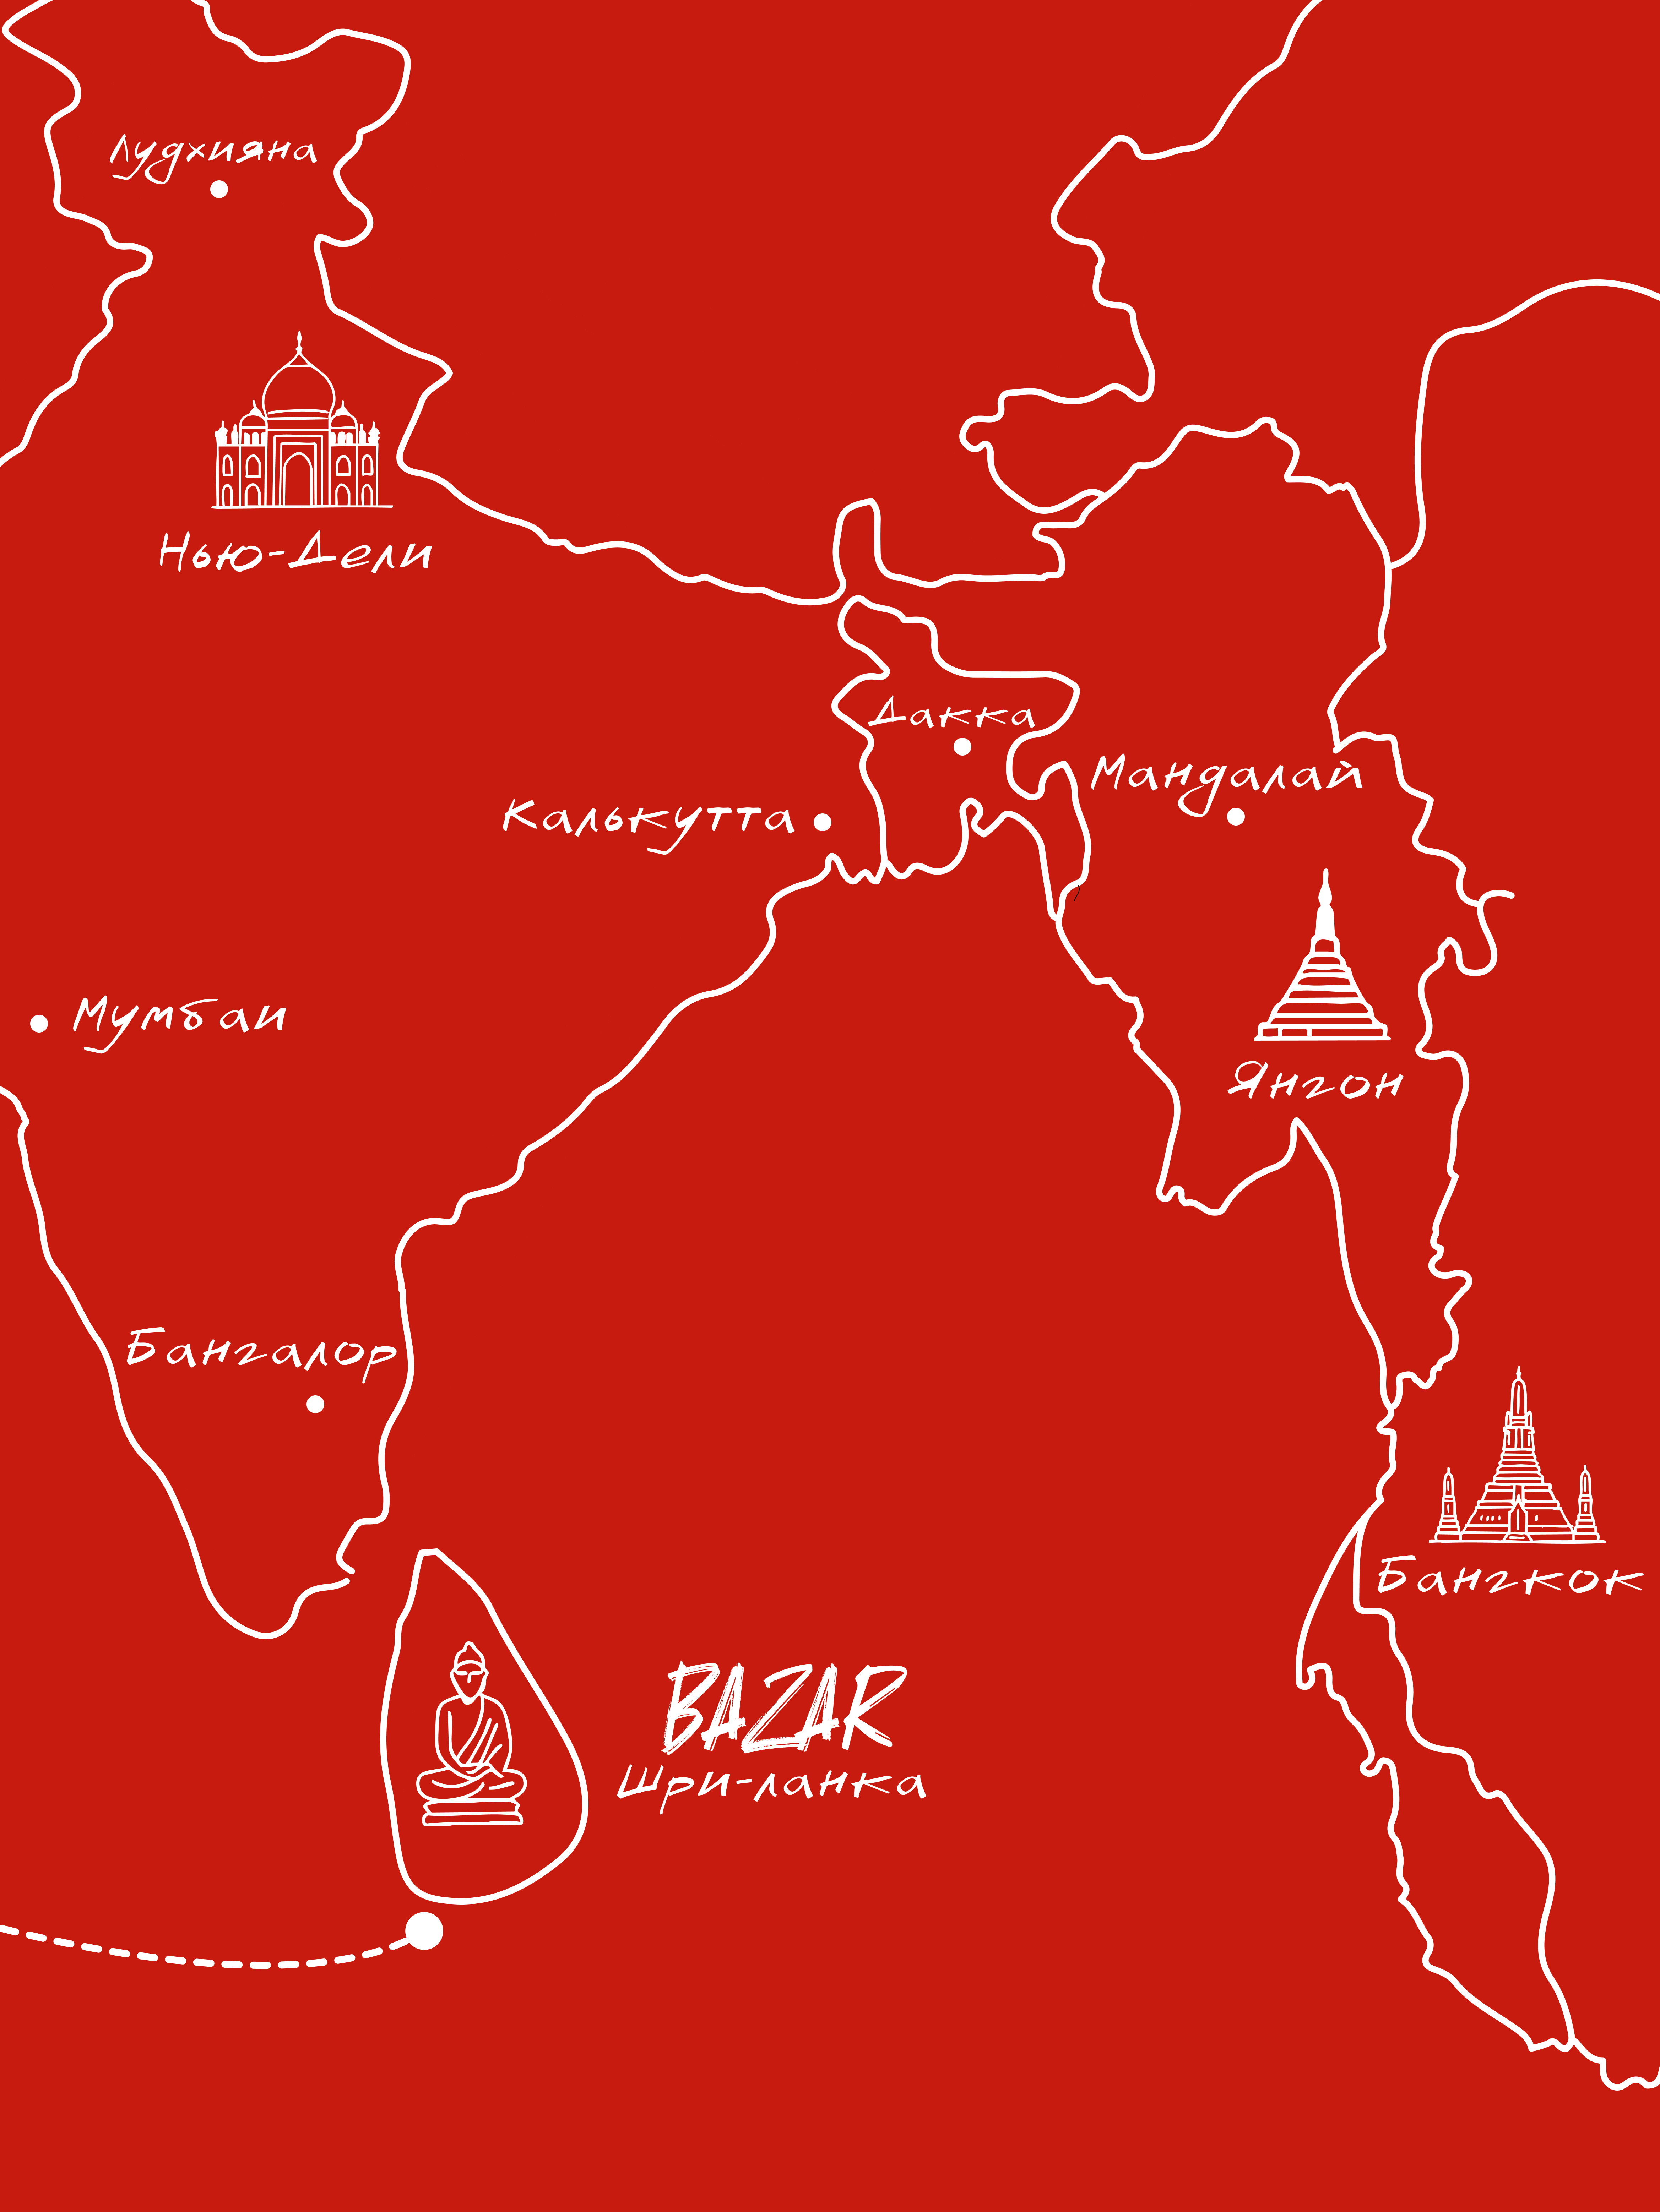 Лудхияна
Нью-Дели
Дакка
Мандалай
Калькутта
Мумбаи
Янгон
Бангалор
Бангкок
BAZAR
Шри-ланка